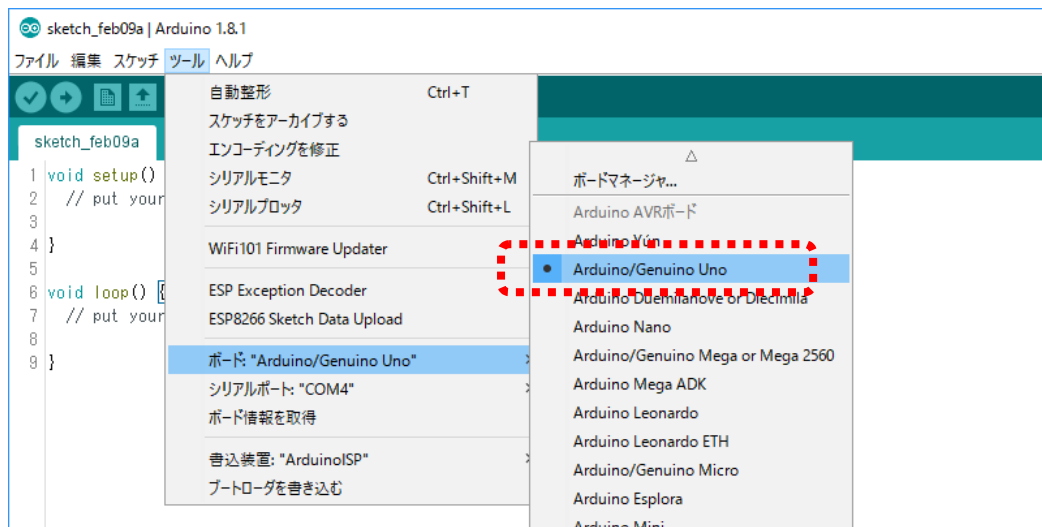 sketch_feb09a | Arduino 1.8.1
ファイル 編集 スケッチ ツール ヘルプ
sketch_feb09a
1 void setup()
2 // put your
3
4 }
5
6 void loop() {
7 // put your
8
9 }
自動整形 Ctrl+T
スケッチをアーカイブする
エンコーディングを修正
シリアルモニタ Ctrl+Shift+M
シリアルプロッタ Ctrl+Shift+L
WiFi101 Firmware Updater
ESP Exception Decoder
ESP8266 Sketch Data Upload
ボード: "Arduino/Genuino Uno"
シリアルポート: "COM4"
ボード情報を取得
書込装置: "ArduinoISP"
ブートローダを書き込む
△
ボードマネージャ...
Arduino AVRボード
Arduino Yún
Arduino/Genuino Uno
Arduino Duemilanove or Diecimila
Arduino Nano
Arduino/Genuino Mega or Mega 2560
Arduino Mega ADK
Arduino Leonardo
Arduino Leonardo ETH
Arduino/Genuino Micro
Arduino Esplora
Arduino Mini